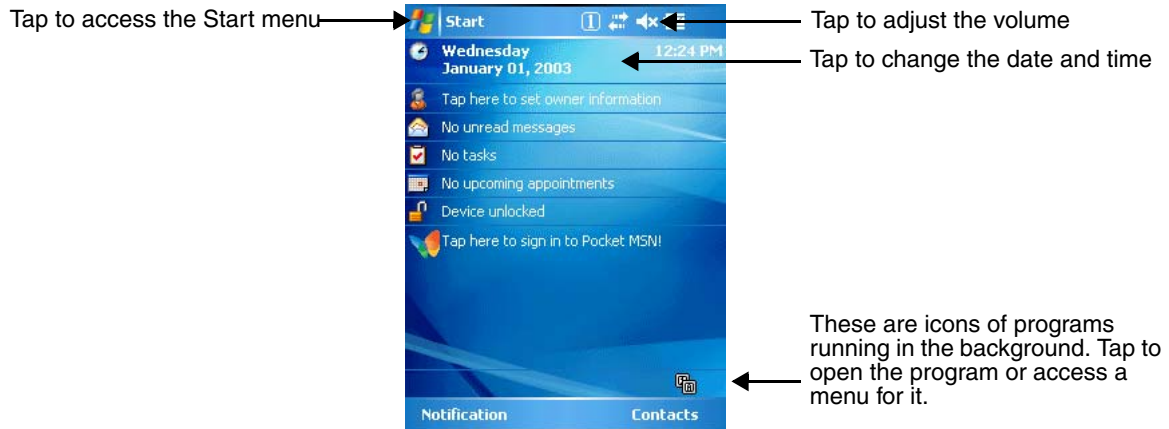 Tap to access the Start menu
Start
1
Tap to adjust the volume
Wednesday 12:24 PM
January 01, 2003
Tap to change the date and time
Tap here to set owner information
No unread messages
No tasks
No upcoming appointments
Device unlocked
Tap here to sign in to Pocket MSN!
These are icons of programs
running in the background. Tap to
open the program or access a
menu for it.
Notification Contacts